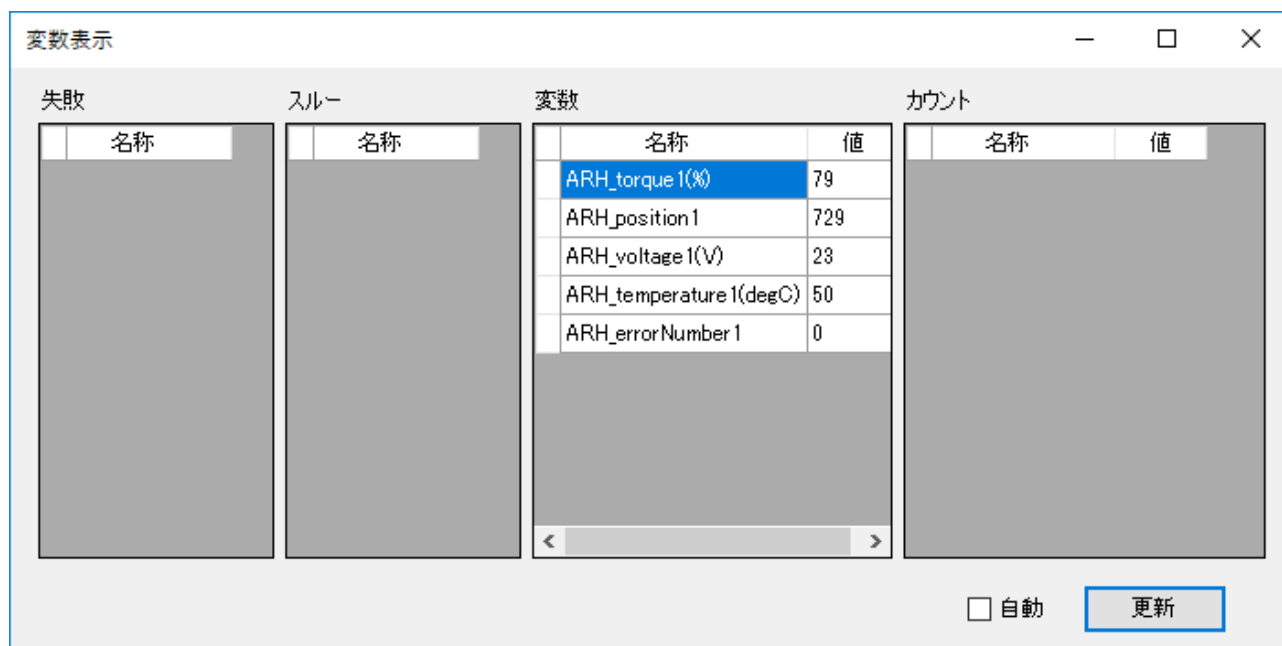 変数表示
失敗 スルー 変数 カウント
名称 名称 名称 値 名称 値
ARH_torque1(%) 79
ARH_position1 729
ARH_voltage1(V) 23
ARH_temperature1(degC) 50
ARH_errorNumber1 0
自動 更新